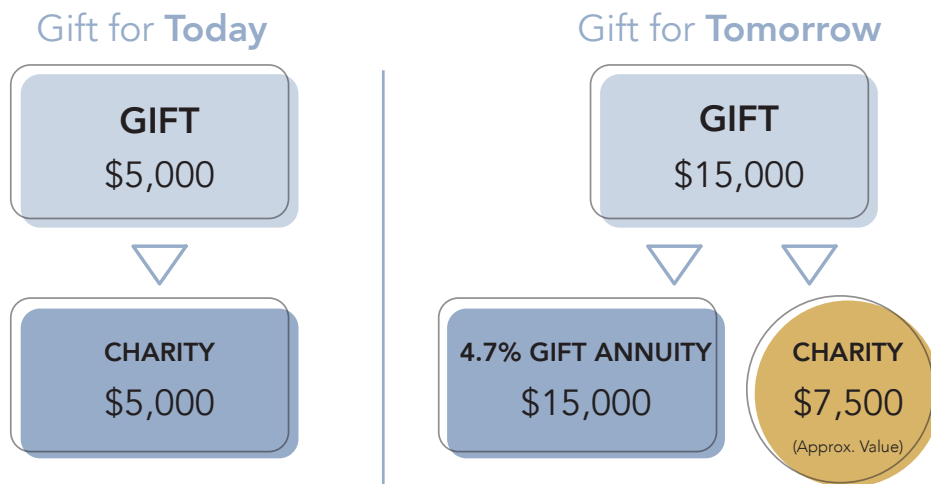 Gift for Today
GIFT
$5,000
CHARITY
$5,000
Gift for Tomorrow
GIFT
$15,000
4.7% GIFT ANNUITY
$15,000
CHARITY
$7,500
(Approx. Value)